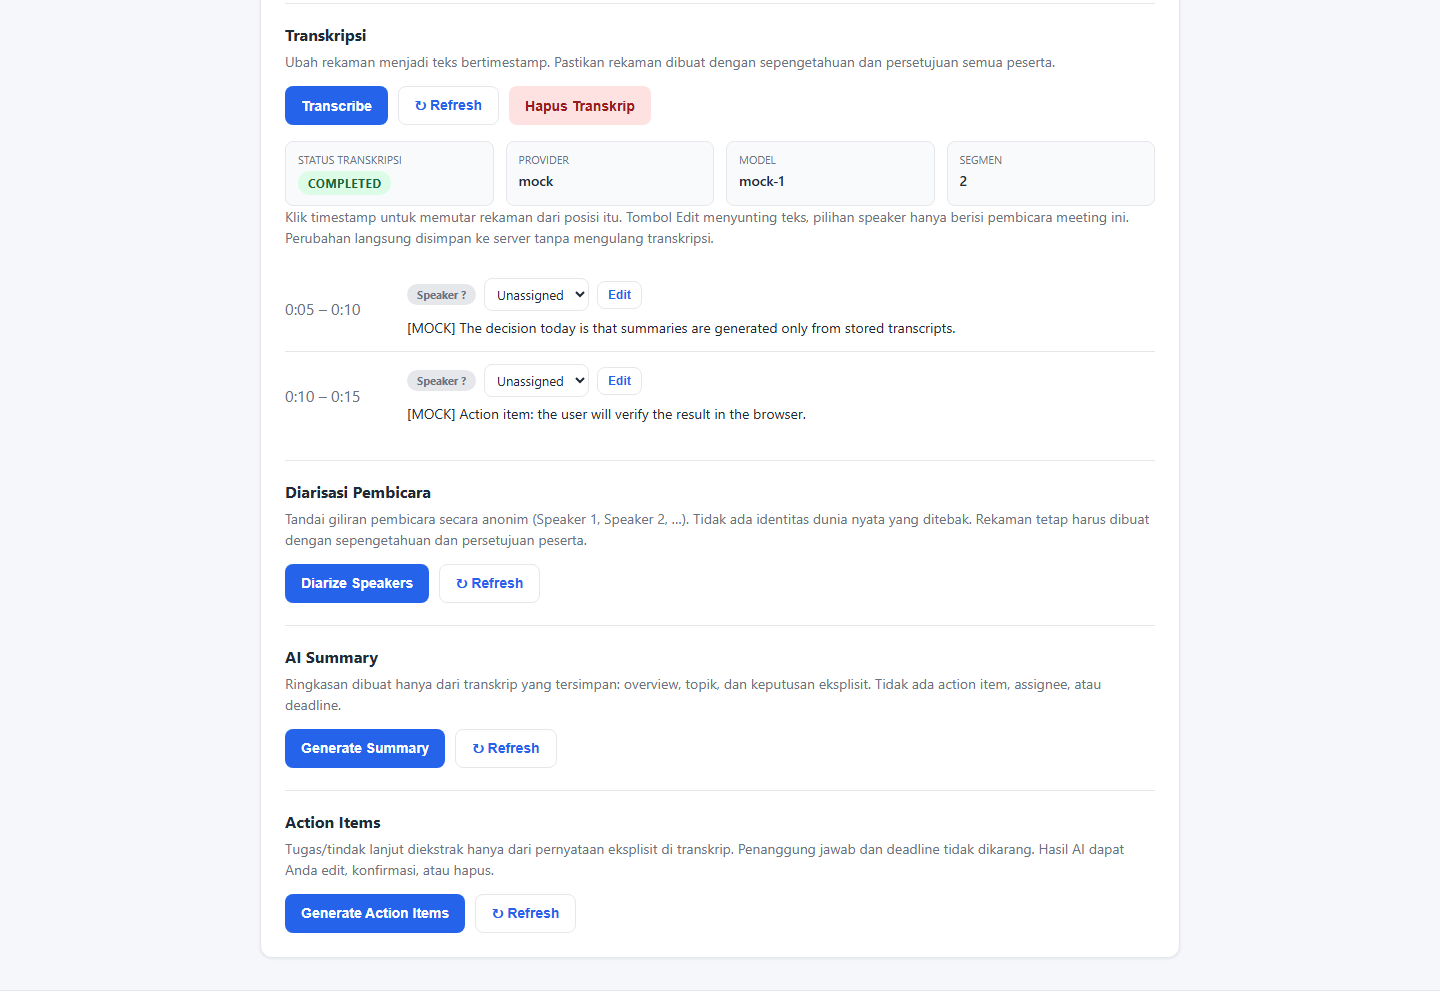 Transkripsi
Ubah rekaman menjadi teks bertimestamp. Pastikan rekaman dibuat dengan sepengetahuan dan persetujuan semua peserta.
Transcribe ↻ Refresh Hapus Transkrip
STATUS TRANSKRIPSI PROVIDER MODEL SEGMEN
COMPLETED mock mock-1 2
Klik timestamp untuk memutar rekaman dari posisi itu. Tombol Edit menyunting teks, pilihan speaker hanya berisi pembicara meeting ini.
Perubahan langsung disimpan ke server tanpa mengulang transkripsi.
0:05 – 0:10 Speaker ? Unassigned Edit
[MOCK] The decision today is that summaries are generated only from stored transcripts.
0:10 – 0:15 Speaker ? Unassigned Edit
[MOCK] Action item: the user will verify the result in the browser.
Diarisasi Pembicara
Tandai giliran pembicara secara anonim (Speaker 1, Speaker 2, ...). Tidak ada identitas dunia nyata yang ditebak. Rekaman tetap harus dibuat
dengan sepengetahuan dan persetujuan peserta.
Diarize Speakers ↻ Refresh
AI Summary
Ringkasan dibuat hanya dari transkrip yang tersimpan: overview, topik, dan keputusan eksplisit. Tidak ada action item, assignee, atau
deadline.
Generate Summary ↻ Refresh
Action Items
Tugas/tindak lanjut diekstrak hanya dari pernyataan eksplisit di transkrip. Penanggung jawab dan deadline tidak dikarang. Hasil AI dapat
Anda edit, konfirmasi, atau hapus.
Generate Action Items ↻ Refresh